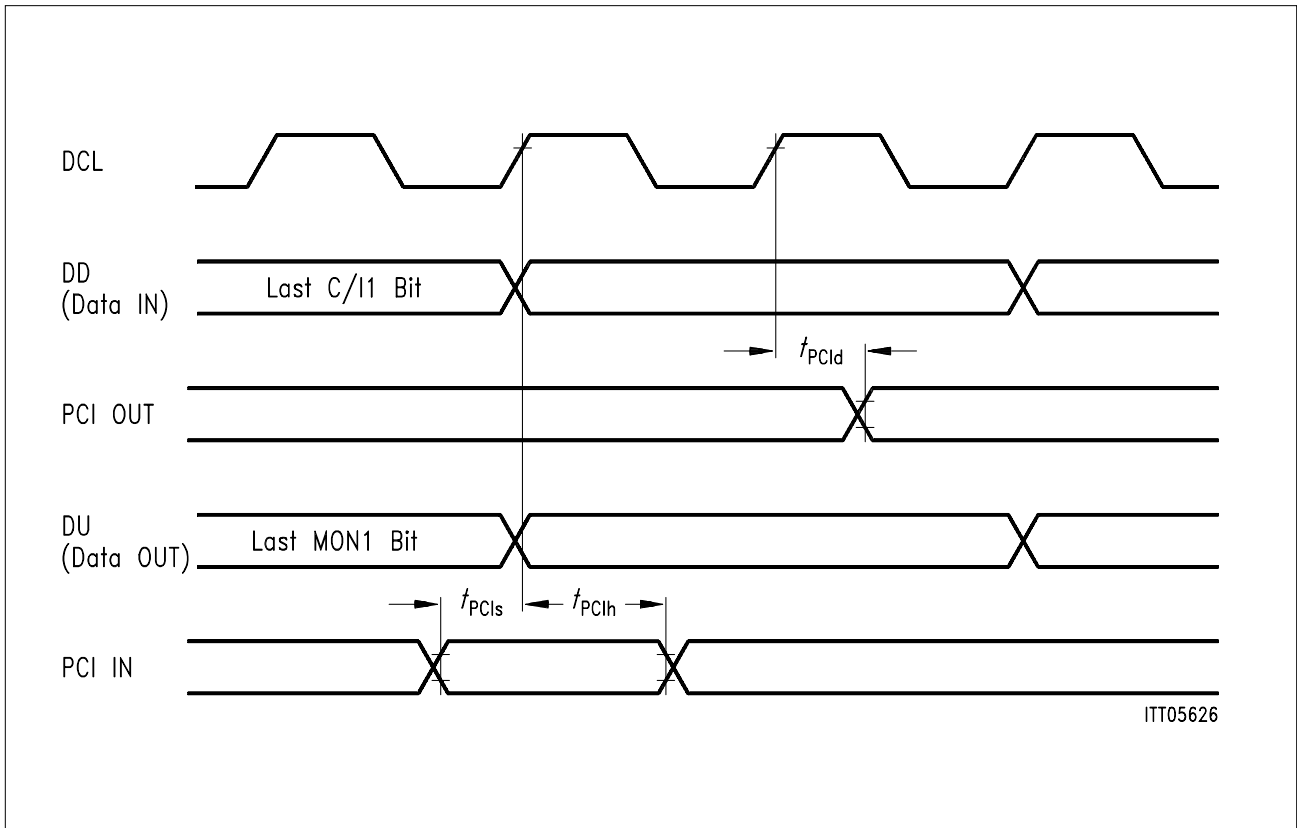 DCL
DD
(Data IN)
Last C/I1 Bit
tPCId
PCI OUT
DU
(Data OUT)
Last MON1 Bit
tPCIs
tPCIh
PCI IN
ITT05626